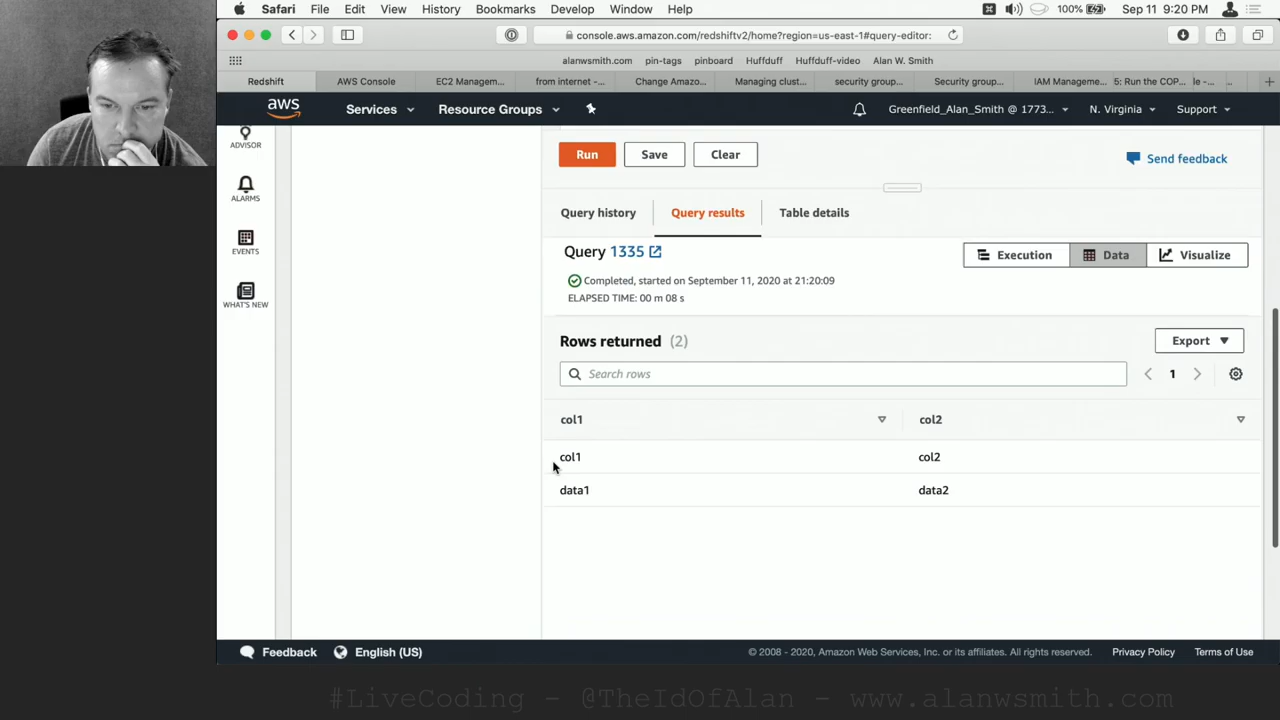 Safari File Edit View History Bookmarks Develop Window Help 100% Sep 11 9:20 PM
console.aws.amazon.com/redshiftv2/home?region=us-east-1#query-editor:
alanwsmith.com pin-tags pinboard Huffduff Huffduff-video Alan W. Smith
Redshift AWS Console EC2 Managem... from internet -... Change Amazo... Managing clust... security group... Security group... IAM Manageme... 5: Run the COP... le -...
aws Services Resource Groups Greenfield_Alan_Smith @ 1773... N. Virginia Support
ADVISOR
ALARMS
EVENTS
WHAT'S NEW
Run Save Clear Send feedback
Query history Query results Table details
Query 1335 Execution Data Visualize
Completed, started on September 11, 2020 at 21:20:09
ELAPSED TIME: 00 m 08 s
Rows returned (2) Export
Search rows 1
col1 col2
col1 col2
data1 data2
Feedback English (US) © 2008 - 2020, Amazon Web Services, Inc. or its affiliates. All rights reserved. Privacy Policy Terms of Use
#LiveCoding - @TheIdOfAlan - www.alanwsmith.com